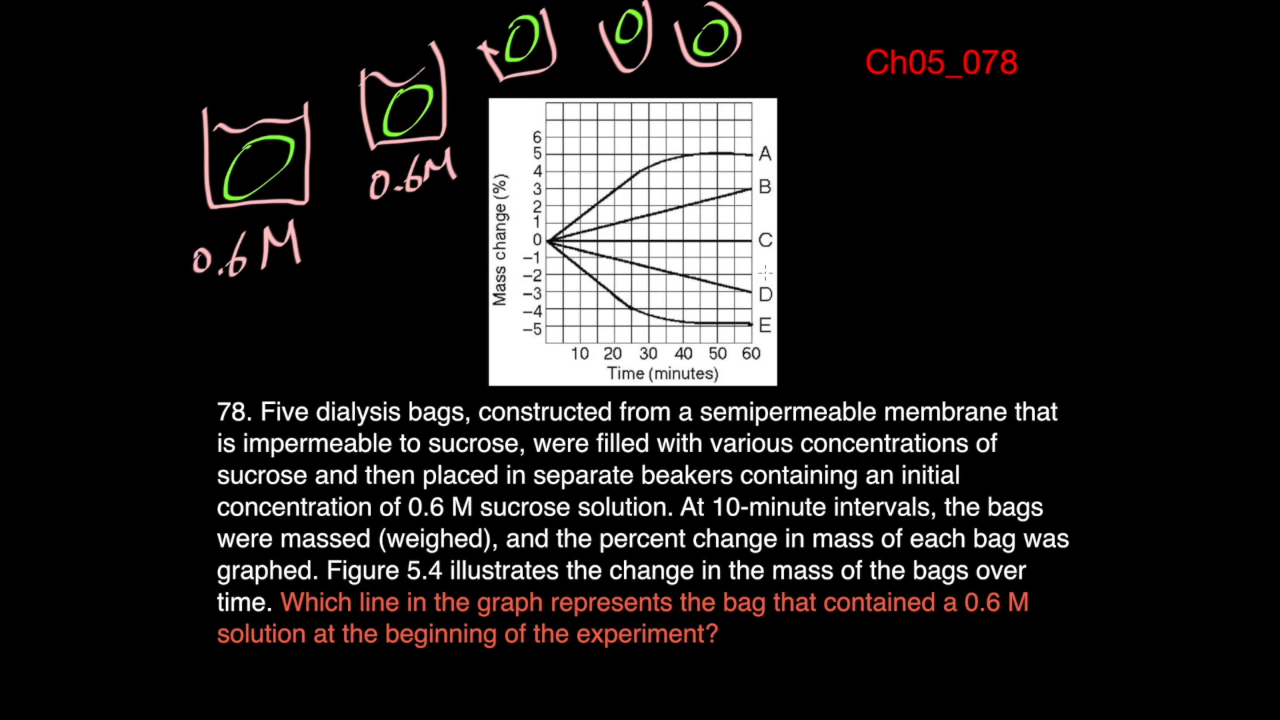 Ch05_078
0.6M
0.6 M
Mass change (%)
6
5
4
3
2
1
0
−1
−2
−3
−4
−5
A
B
C
D
E
10 20 30 40 50 60
Time (minutes)
78. Five dialysis bags, constructed from a semipermeable membrane that
is impermeable to sucrose, were filled with various concentrations of
sucrose and then placed in separate beakers containing an initial
concentration of 0.6 M sucrose solution. At 10-minute intervals, the bags
were massed (weighed), and the percent change in mass of each bag was
graphed. Figure 5.4 illustrates the change in the mass of the bags over
time. Which line in the graph represents the bag that contained a 0.6 M
solution at the beginning of the experiment?